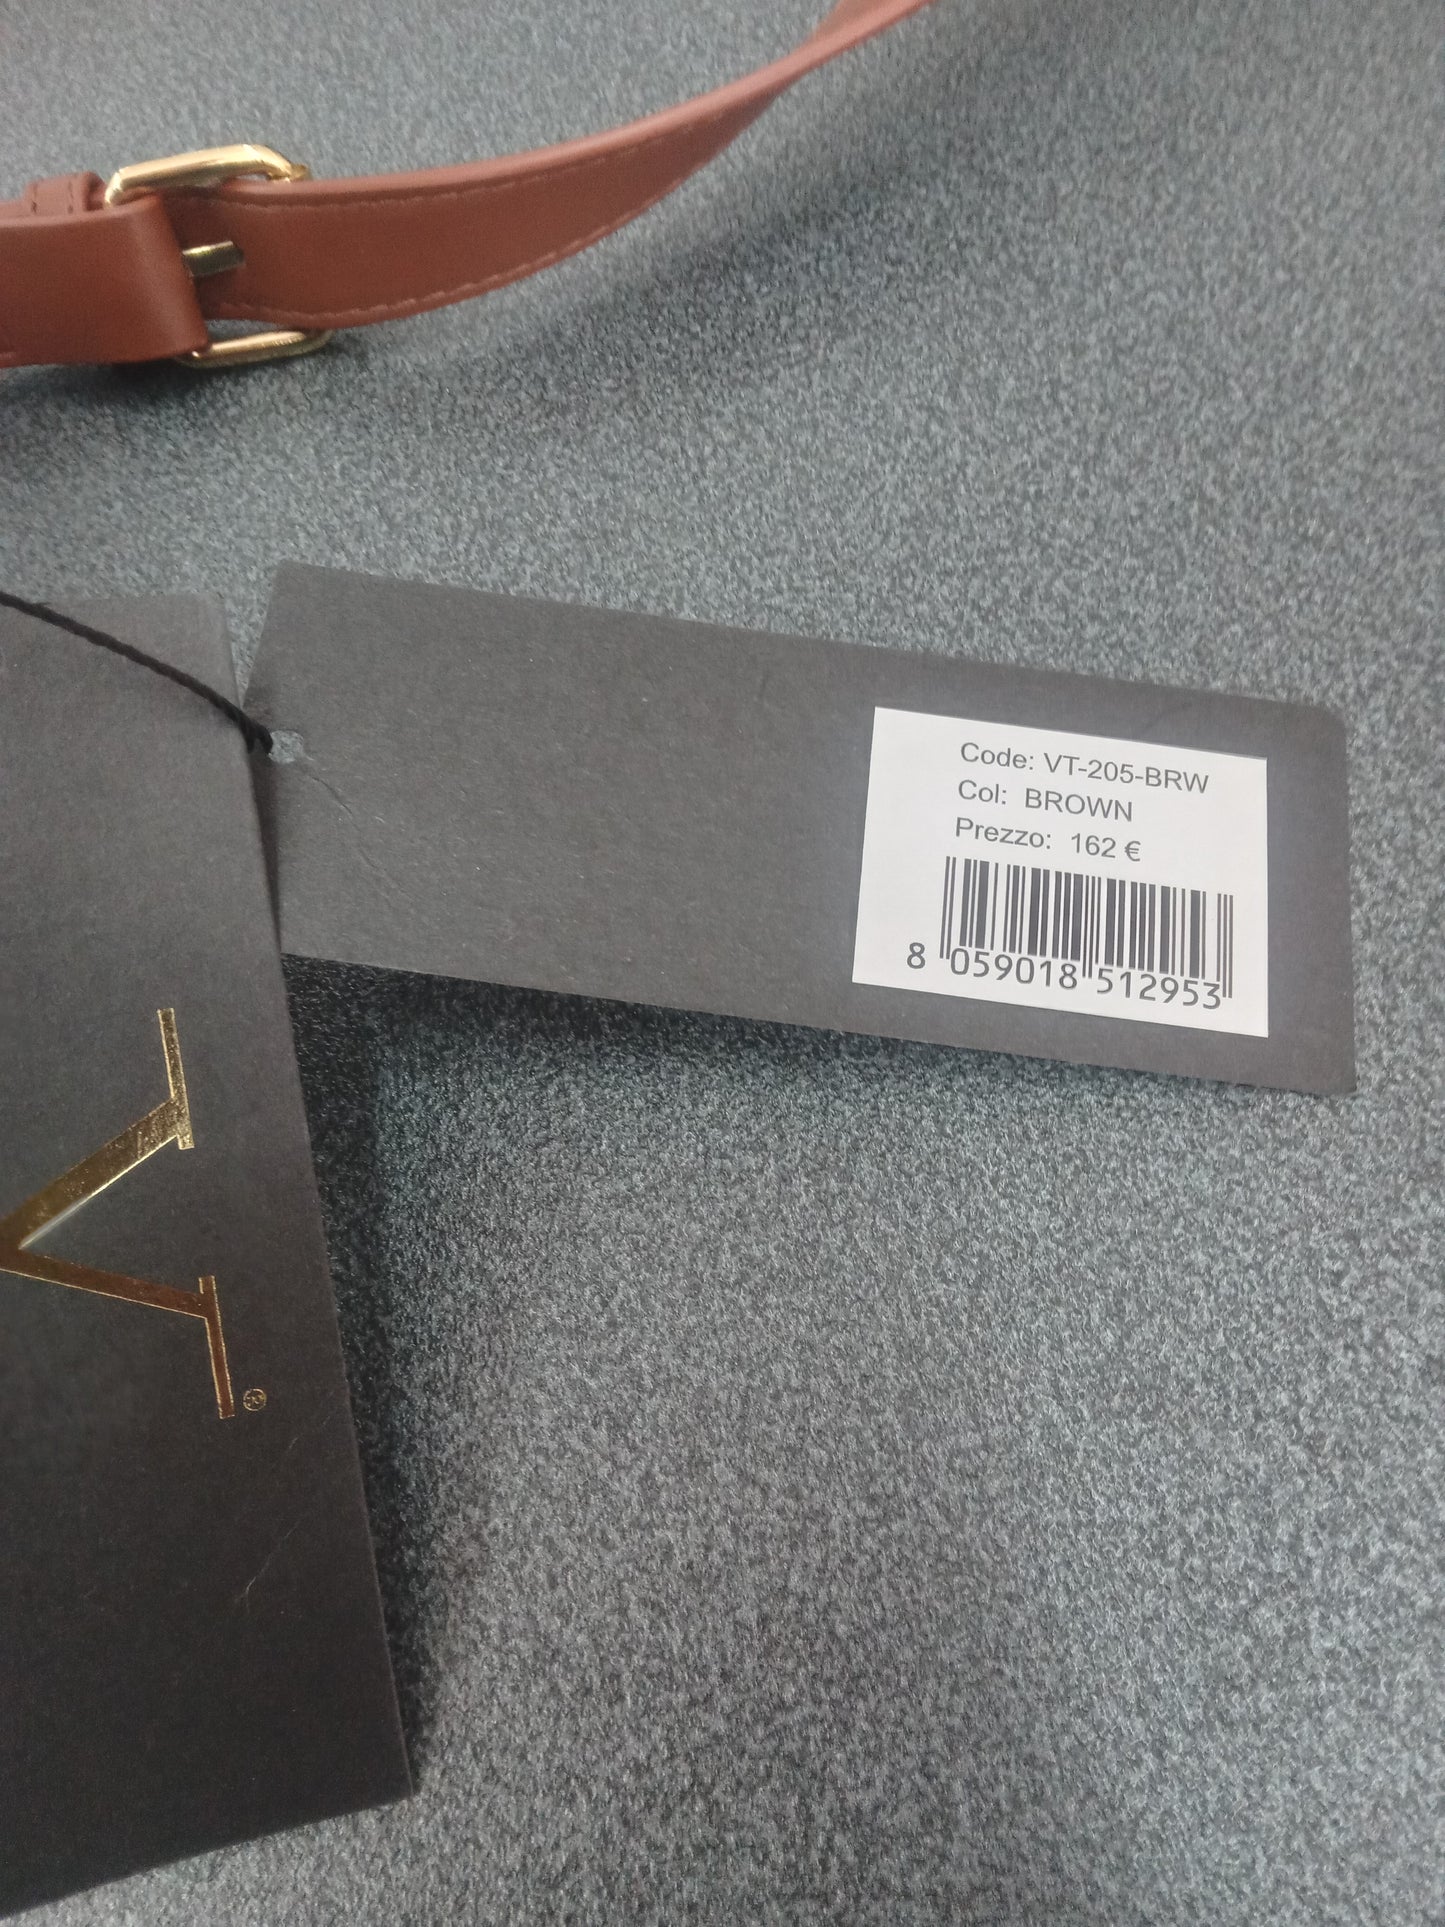 Code: VT-205-BRW
Col: BROWN
Prezzo: 162 €
8 059018 512953
V®